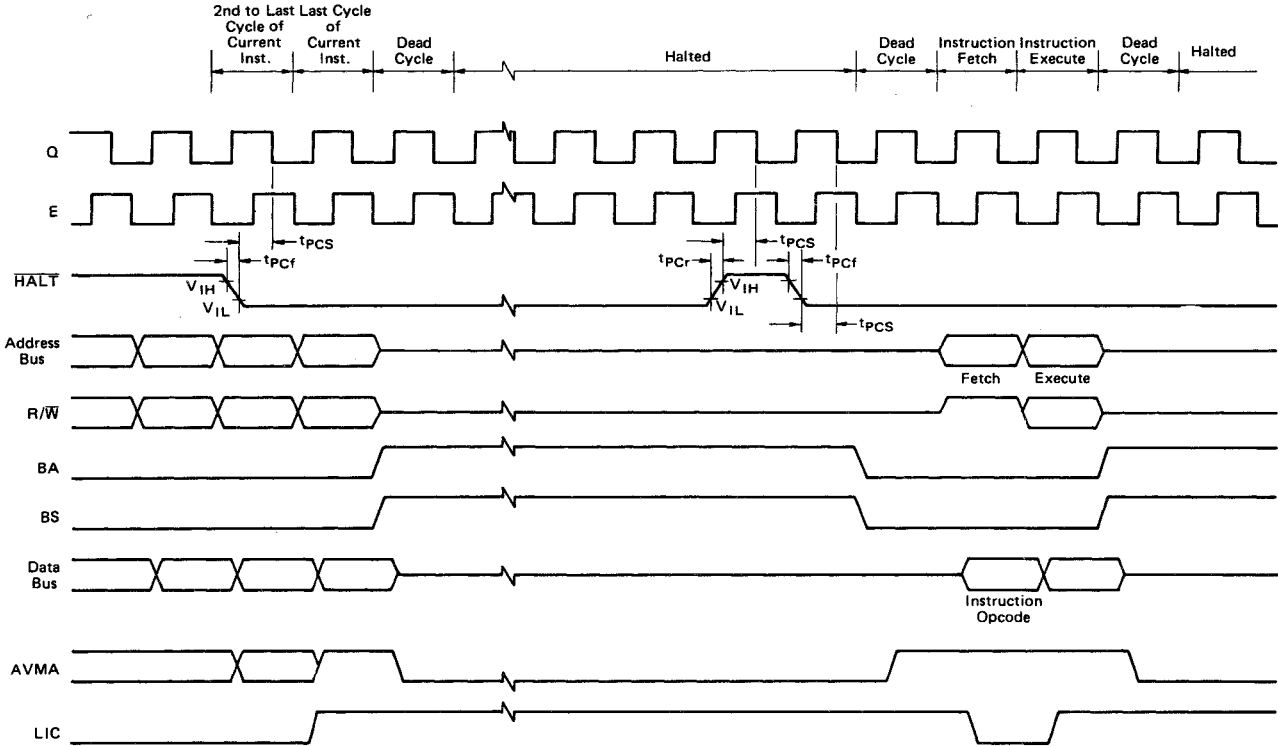 2nd to Last Last Cycle
Cycle of of
Current Current
Inst. Inst.
Dead
Cycle
Halted
Dead
Cycle
Instruction Instruction
Fetch Execute
Dead
Cycle
Halted
Q
E
tPCS
tPCf
HALT
VIH
VIL
tPCr
tPCS
tPCf
VIH
VIL
tPCS
Address
Bus
Fetch Execute
R/W
BA
BS
Data
Bus
Instruction
Opcode
AVMA
LIC